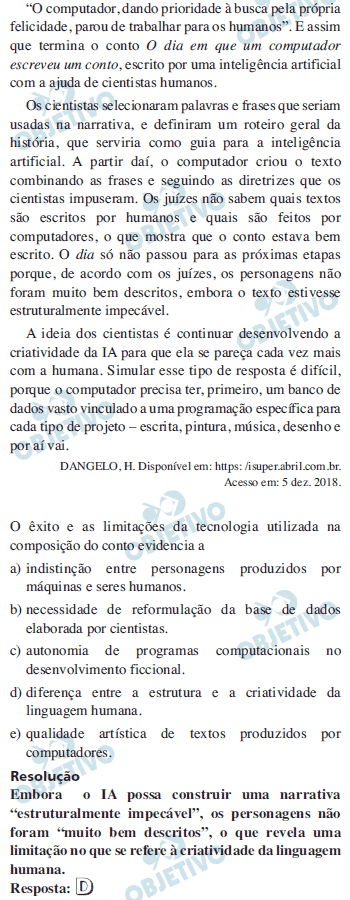 “O computador, dando prioridade à busca pela própria
felicidade, parou de trabalhar para os humanos”. E assim
que termina o conto O dia em que um computador
escreveu um conto, escrito por uma inteligência artificial
com a ajuda de cientistas humanos.
Os cientistas selecionaram palavras e frases que seriam
usadas na narrativa, e definiram um roteiro geral da
história, que serviria como guia para a inteligência
artificial. A partir daí, o computador criou o texto
combinando as frases e seguindo as diretrizes que os
cientistas impuseram. Os juízes não sabem quais textos
são escritos por humanos e quais são feitos por
computadores, o que mostra que o conto estava bem
escrito. O dia só não passou para as próximas etapas
porque, de acordo com os juízes, os personagens não
foram muito bem descritos, embora o texto estivesse
estruturalmente impecável.
A ideia dos cientistas é continuar desenvolvendo a
criatividade da IA para que ela se pareça cada vez mais
com a humana. Simular esse tipo de resposta é difícil,
porque o computador precisa ter, primeiro, um banco de
dados vasto vinculado a uma programação específica para
cada tipo de projeto – escrita, pintura, música, desenho e
por aí vai.
DANGELO, H. Disponível em: https: /isuper.abril.com.br.
Acesso em: 5 dez. 2018.
O êxito e as limitações da tecnologia utilizada na
composição do conto evidencia a
a) indistinção entre personagens produzidos por
máquinas e seres humanos.
b) necessidade de reformulação da base de dados
elaborada por cientistas.
c) autonomia de programas computacionais no
desenvolvimento ficcional.
d) diferença entre a estrutura e a criatividade da
linguagem humana.
e) qualidade artística de textos produzidos por
computadores.
Resolução
Embora o IA possa construir uma narrativa
“estruturalmente impecável”, os personagens não
foram “muito bem descritos”, o que revela uma
limitação no que se refere à criatividade da linguagem
humana.
Resposta: D
OBJETIVO
OBJETIVO
OBJETIVO
OBJETIVO
OBJETIVO
OBJETIVO
OBJETIVO
OBJETIVO
OBJETIVO